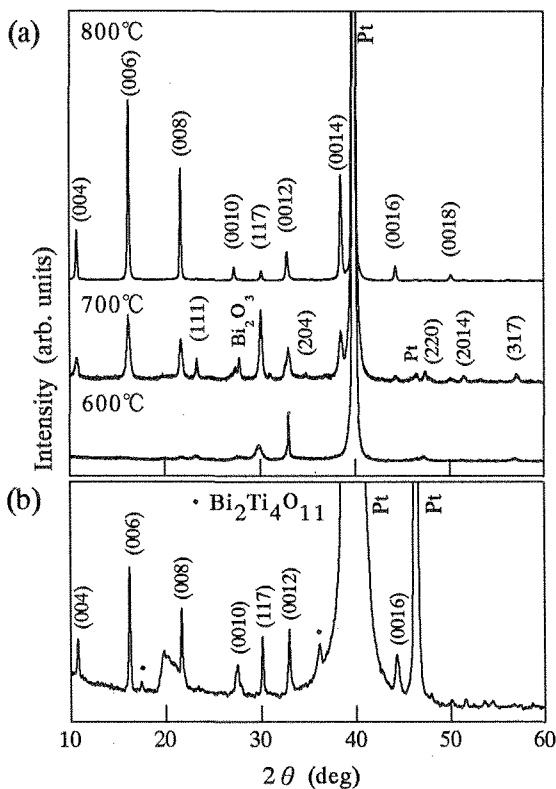 (a)
800℃
Pt
(004)
(006)
(008)
(0010)
(117)
(0012)
(0014)
(0016)
(0018)
700℃
(111)
Bi2O3
(204)
Pt
(220)
(2014)
(317)
600℃
Intensity (arb. units)
(b)
• Bi2Ti4O11
Pt
Pt
(004)
(006)
(008)
(0010)
(117)
(0012)
(0016)
10 20 30 40 50 60
2 θ (deg)